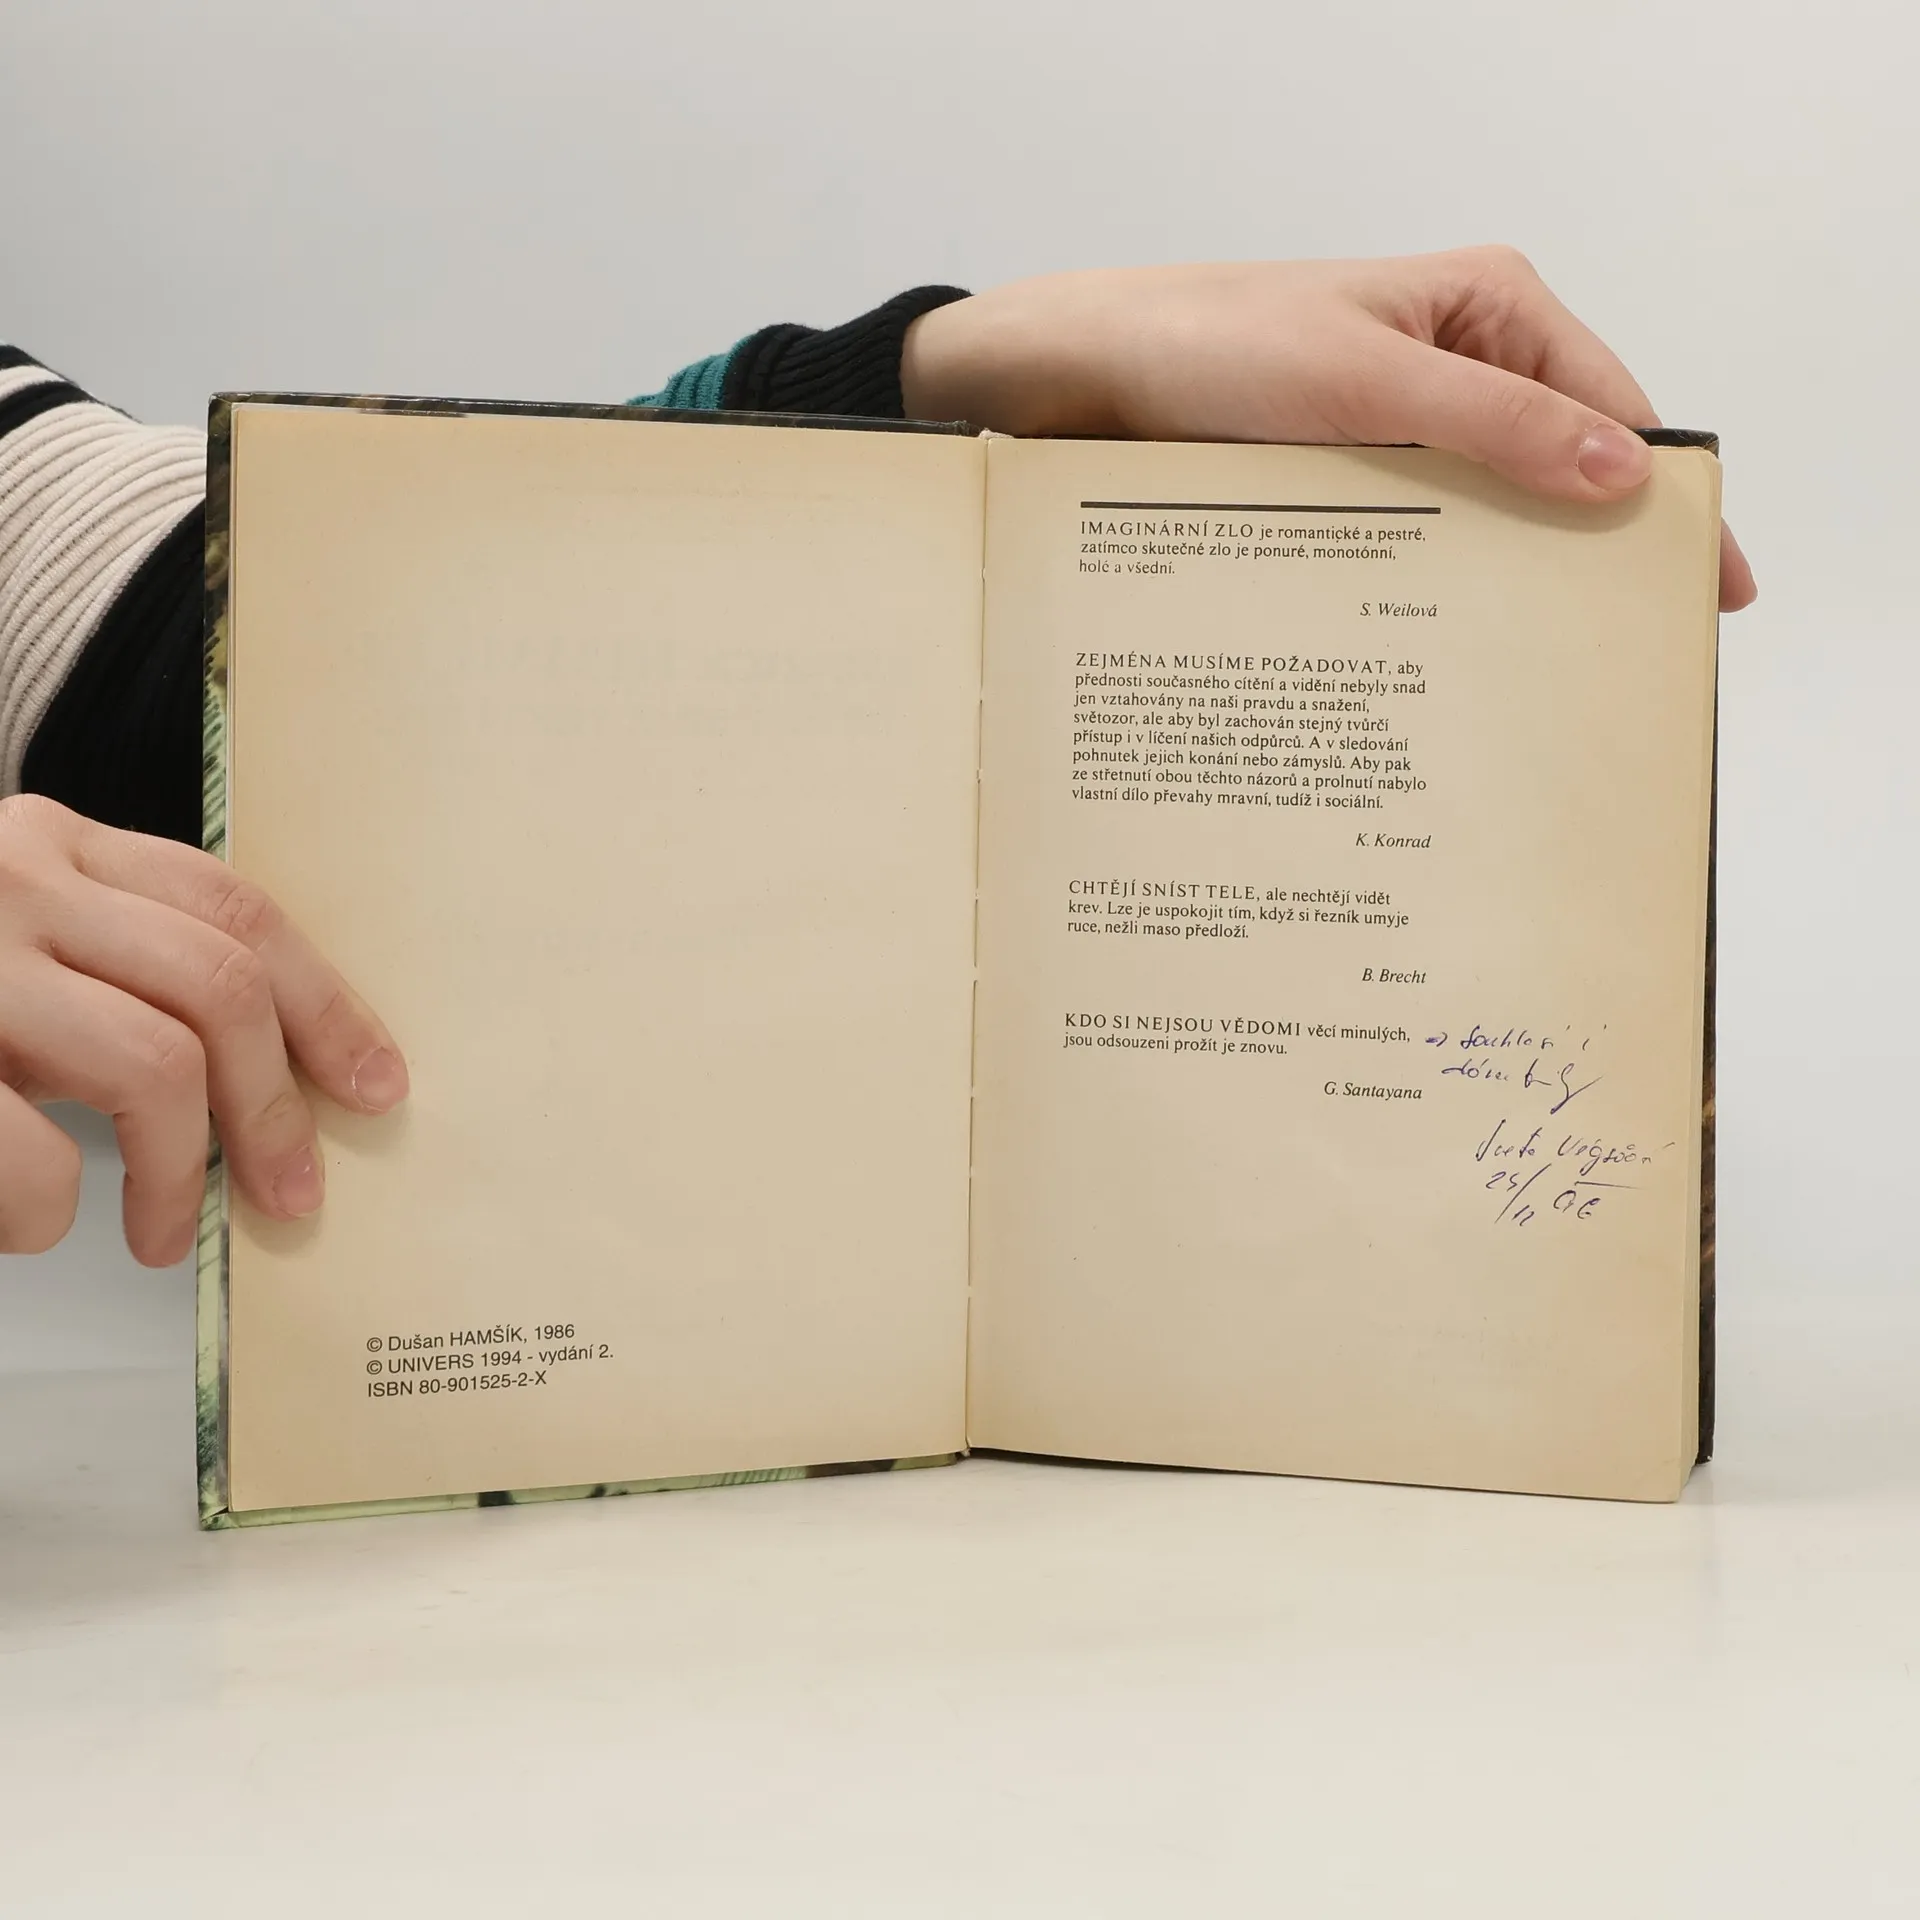 © Dušan HAMŠÍK, 1986
© UNIVERS 1994 - vydání 2.
ISBN 80-901525-2-X
IMAGINÁRNÍ ZLO je romantické a pestré,
zatímco skutečné zlo je ponuré, monotónní,
holé a všední.
S. Weilová
ZEJMÉNA MUSÍME POŽADOVAT, aby
přednosti současného cítění a vidění nebyly snad
jen vztahovány na naši pravdu a snažení,
světozor, ale aby byl zachován stejný tvůrčí
přístup i v líčení našich odpůrců. A v sledování
pohnutek jejich konání nebo zámyslů. Aby pak
ze střetnutí obou těchto názorů a prolnutí nabylo
vlastní dílo převahy mravní, tudíž i sociální.
K. Konrad
CHTĚJÍ SNÍST TELE, ale nechtějí vidět
krev. Lze je uspokojit tím, když si řezník umyje
ruce, nežli maso předloží.
B. Brecht
KDO SI NEJSOU VĚDOMI věcí minulých,
jsou odsouzeni prožít je znovu.
G. Santayana